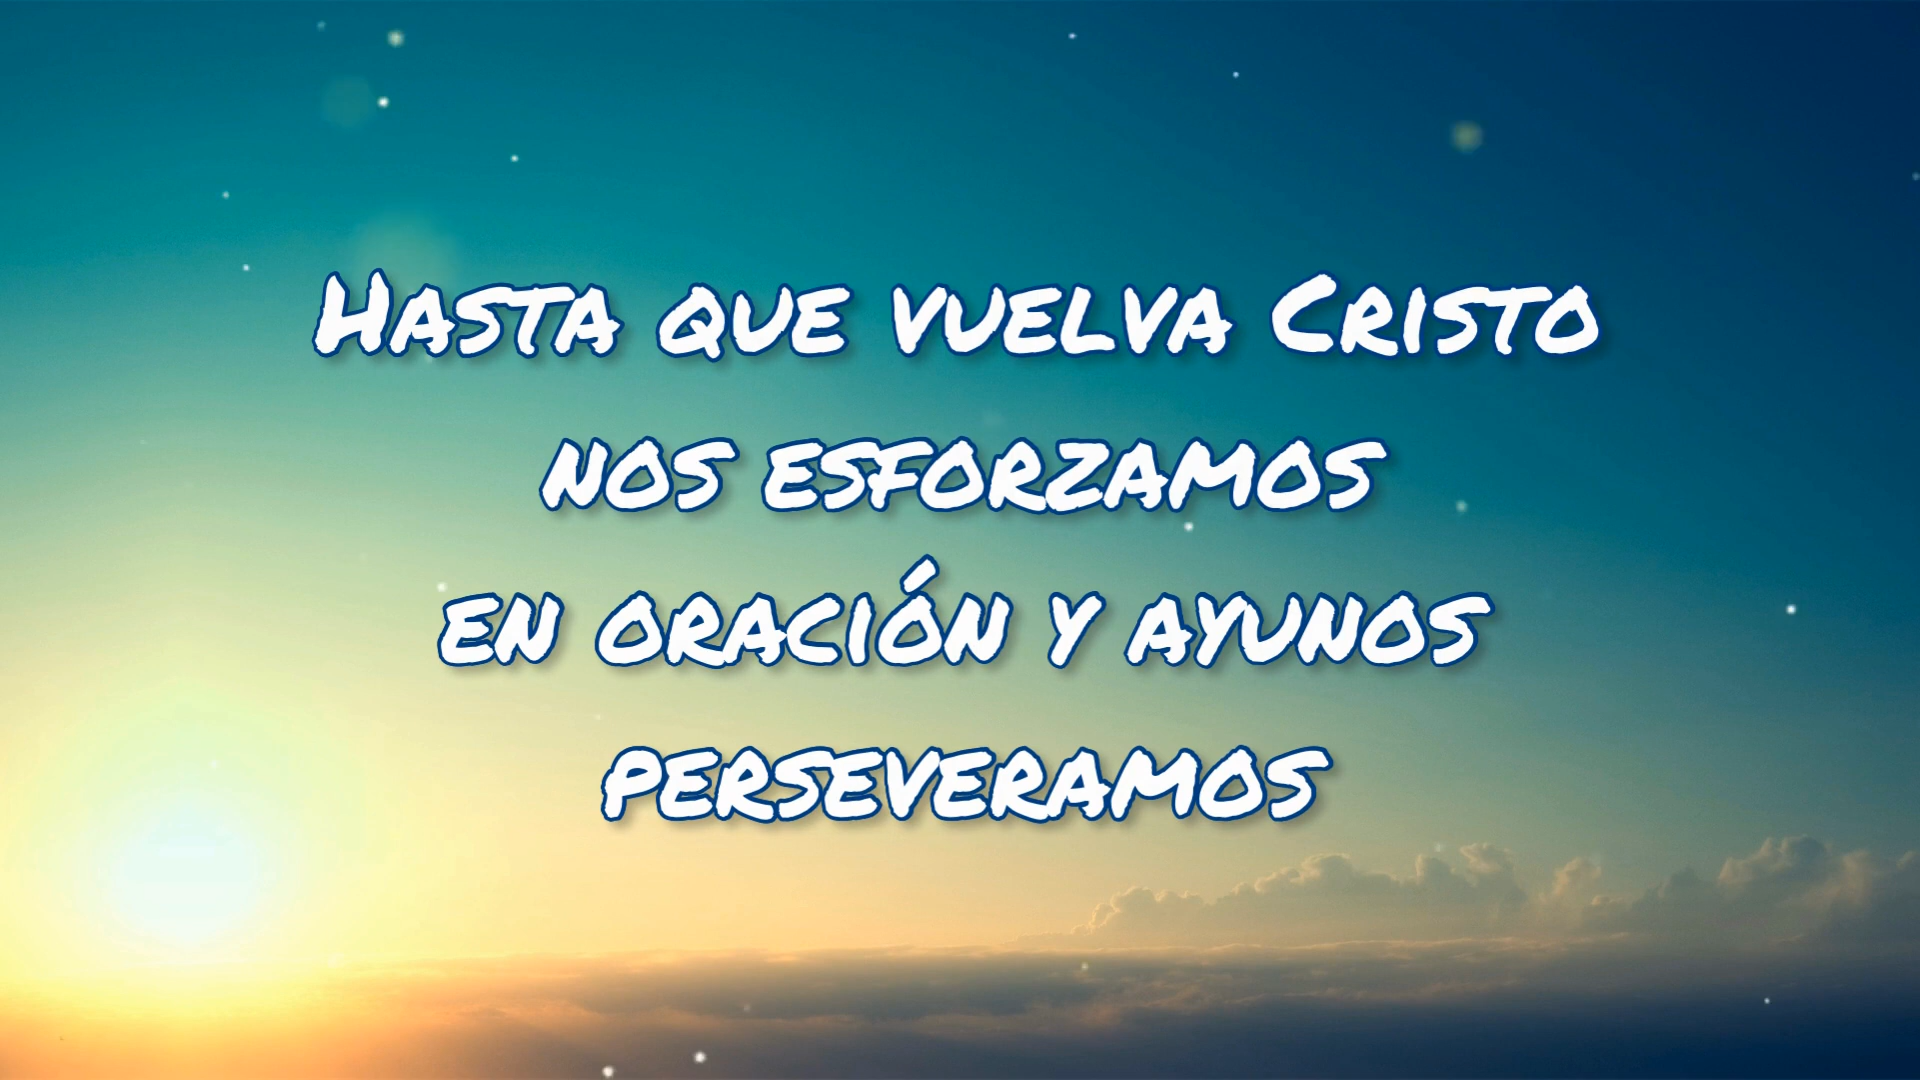 Hasta que vuelva Cristo
nos esforzamos
en oración y ayunos
perseveramos